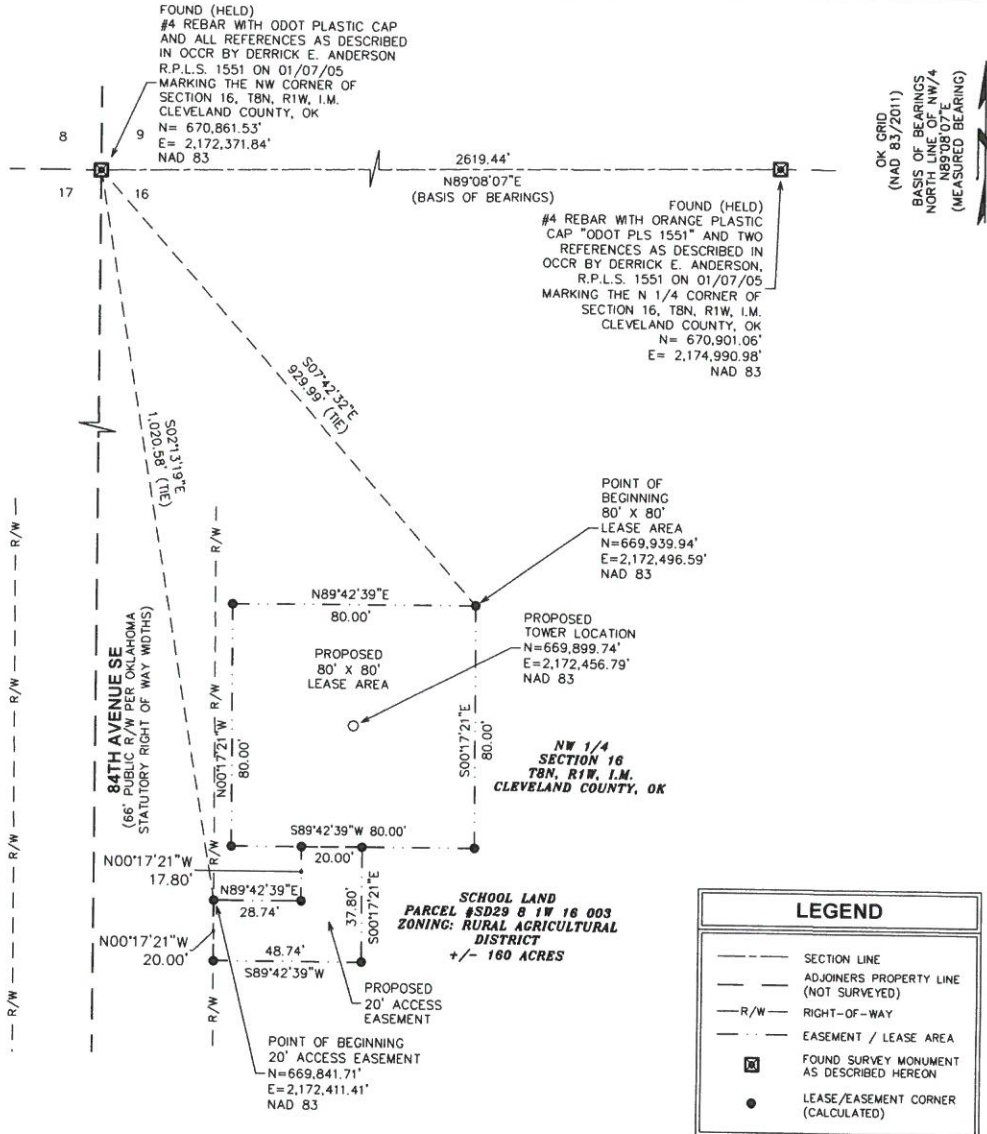 FOUND (HELD)
#4 REBAR WITH ODOT PLASTIC CAP
AND ALL REFERENCES AS DESCRIBED
IN OCCR BY DERRICK E. ANDERSON
R.P.L.S. 1551 ON 01/07/05
MARKING THE NW CORNER OF
SECTION 16, T8N, R1W, I.M.
CLEVELAND COUNTY, OK
N= 670,861.53'
E= 2,172,371.84'
NAD 83
8
9
17
16
2619.44'
N89°08'07"E
(BASIS OF BEARINGS)
OK GRID
(NAD 83/2011)
BASIS OF BEARINGS
NORTH LINE OF NW/4
N89°08'07"E
(MEASURED BEARING)
FOUND (HELD)
#4 REBAR WITH ORANGE PLASTIC
CAP "ODOT PLS 1551" AND TWO
REFERENCES AS DESCRIBED IN
OCCR BY DERRICK E. ANDERSON,
R.P.L.S. 1551 ON 01/07/05
MARKING THE N 1/4 CORNER OF
SECTION 16, T8N, R1W, I.M.
CLEVELAND COUNTY, OK
N= 670,901.06'
E= 2,174,990.98'
NAD 83
S07°42'32"E
929.99' (TIE)
S02°13'19"E
1,020.58' (TIE)
POINT OF
BEGINNING
80' X 80'
LEASE AREA
N=669,939.94'
E=2,172,496.59'
NAD 83
R/W
R/W
R/W
R/W
R/W
R/W
84TH AVENUE SE
(66' PUBLIC R/W PER OKLAHOMA
STATUTORY RIGHT OF WAY WIDTHS)
N89°42'39"E
80.00'
PROPOSED
80' X 80'
LEASE AREA
PROPOSED
TOWER LOCATION
N=669,899.74'
E=2,172,456.79'
NAD 83
N00°17'21"W
80.00'
S00°17'21"E
80.00'
NW 1/4
SECTION 16
T8N, R1W, I.M.
CLEVELAND COUNTY, OK
S89°42'39"W 80.00'
20.00'
N00°17'21"W
17.80'
N89°42'39"E
28.74'
37.80'
S00°17'21"E
N00°17'21"W
20.00'
48.74'
S89°42'39"W
SCHOOL LAND
PARCEL #SD29 8 1W 16 003
ZONING: RURAL AGRICULTURAL
DISTRICT
+/- 160 ACRES
PROPOSED
20' ACCESS
EASEMENT
POINT OF BEGINNING
20' ACCESS EASEMENT
N=669,841.71'
E=2,172,411.41'
NAD 83
LEGEND
SECTION LINE
ADJOINERS PROPERTY LINE
(NOT SURVEYED)
R/W RIGHT-OF-WAY
EASEMENT / LEASE AREA
FOUND SURVEY MONUMENT
AS DESCRIBED HEREON
LEASE/EASEMENT CORNER
(CALCULATED)